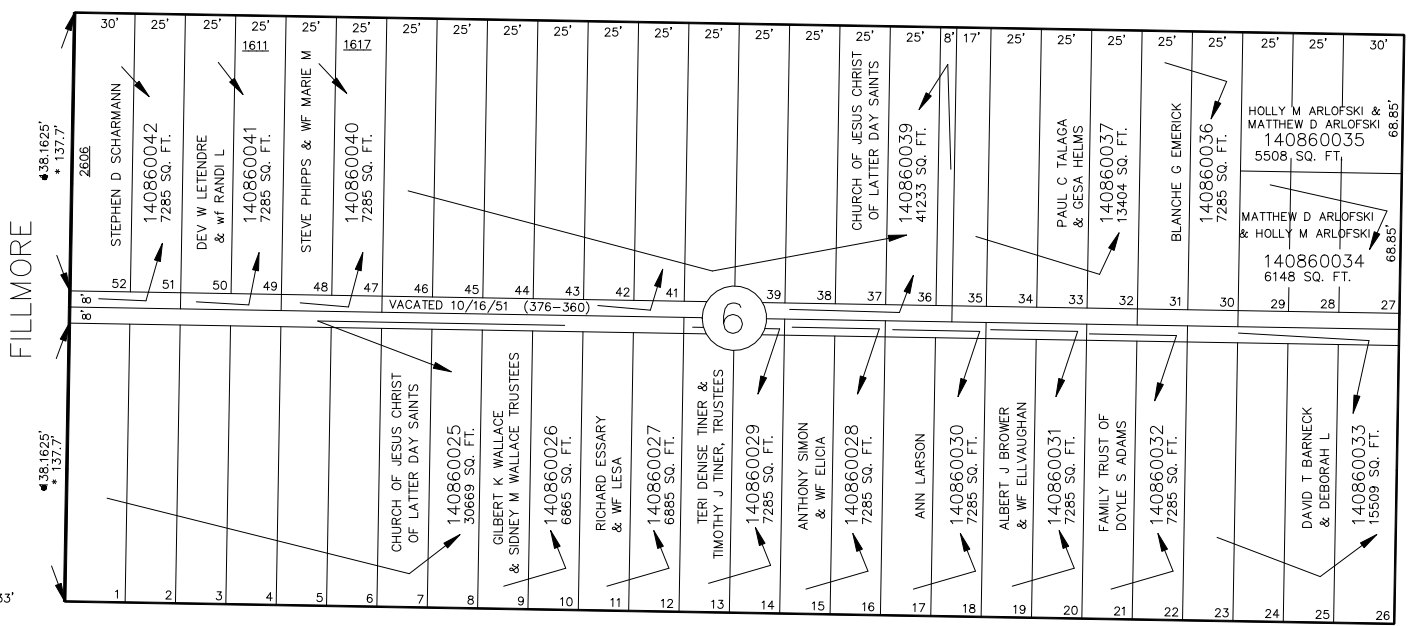 30' 25' 25' 25' 25' 25' 25' 25' 25' 25' 25' 25' 25' 25' 25' 25' 25' 8' 17' 25' 25' 25' 25' 25' 25' 25' 30'
1611
1617
2606
138.1625'
* 137.7'
FILLMORE
STEPHEN D SCHARMANN
140860042
7285 SQ. FT.
DEV W LETENDRE
& wf RANDI L
140860041
7285 SQ. FT.
STEVE PHIPPS & WF MARIE M
140860040
7285 SQ. FT.
CHURCH OF JESUS CHRIST
OF LATTER DAY SAINTS
140860039
41233 SQ. FT.
PAUL C TALAGA
& GESA HELMS
140860037
13404 SQ. FT.
BLANCHE G EMERICK
140860036
7285 SQ. FT.
HOLLY M ARLOFSKI &
MATTHEW D ARLOFSKI
140860035
5508 SQ. FT.
68.85'
MATTHEW D ARLOFSKI
& HOLLY M ARLOFSKI
140860034
6148 SQ. FT.
68.85'
52 51 50 49 48 47 46 45 44 43 42 41 39 38 37 36 35 34 33 32 31 30 29 28 27
8'
VACATED 10/16/51 (376-360)
6
8'
138.1625'
* 137.7'
CHURCH OF JESUS CHRIST
OF LATTER DAY SAINTS
140860025
30669 SQ. FT.
GILBERT K WALLACE
& SIDNEY M WALLACE TRUSTEES
140860026
6865 SQ. FT.
RICHARD ESSARY
& WF LESA
140860027
6885 SQ. FT.
TERI DENISE TINER &
TIMOTHY J TINER, TRUSTEES
140860029
7285 SQ. FT.
ANTHONY SIMON
& WF ELICIA
140860028
7285 SQ. FT.
ANN LARSON
140860030
7285 SQ. FT.
ALBERT J BROWER
& WF ELLVAUGHAN
140860031
7285 SQ. FT.
FAMILY TRUST OF
DOYLE S ADAMS
140860032
7285 SQ. FT.
DAVID T BARNECK
& DEBORAH L
140860033
15509 SQ. FT.
33'
1 2 3 4 5 6 7 8 9 10 11 12 13 14 15 16 17 18 19 20 21 22 23 24 25 26